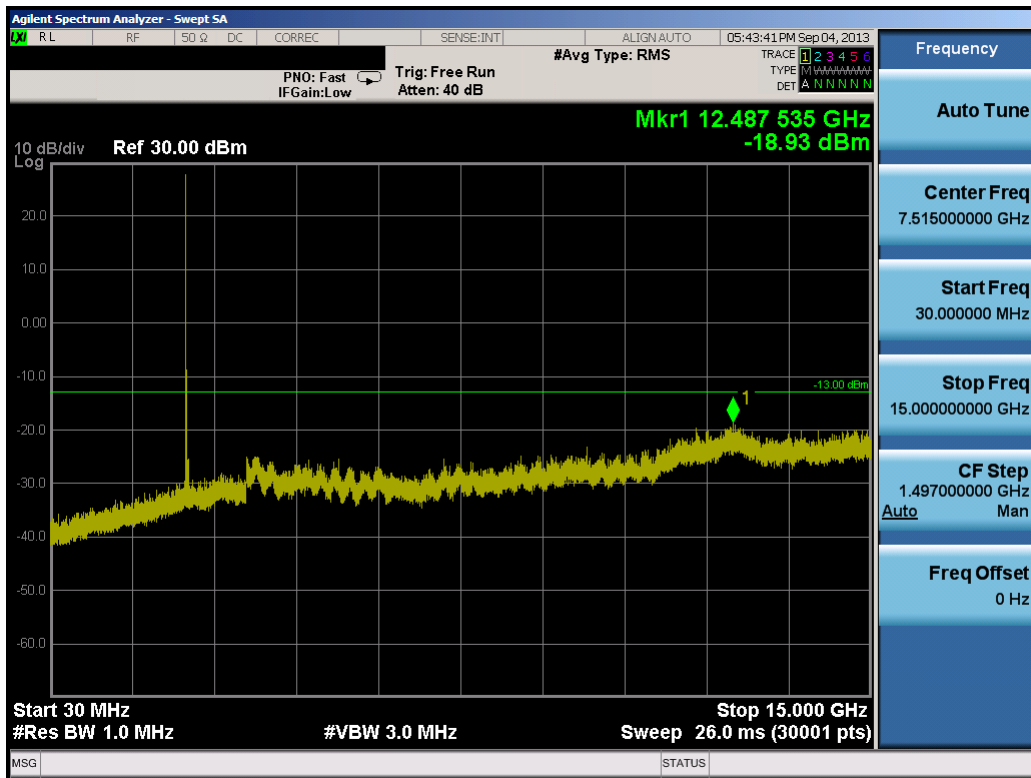 Agilent Spectrum Analyzer - Swept SA
LXI RL RF 50 Ω DC CORREC SENSE:INT ALIGNAUTO 05:43:41 PM Sep 04, 2013
Frequency
#Avg Type: RMS
TRACE 1 2 3 4 5 6
PNO: Fast Trig: Free Run
TYPE M W W W W W
IFGain:Low Atten: 40 dB
DET A N N N N N
Mkr1 12.487 535 GHz
-18.93 dBm
10 dB/div Ref 30.00 dBm
Log
20.0
10.0
0.00
-10.0
-13.00 dBm
1
-20.0
-30.0
-40.0
-50.0
-60.0
Start 30 MHz Stop 15.000 GHz
#Res BW 1.0 MHz #VBW 3.0 MHz Sweep 26.0 ms (30001 pts)
Auto Tune
Center Freq
7.515000000 GHz
Start Freq
30.000000 MHz
Stop Freq
15.000000000 GHz
CF Step
1.497000000 GHz
Auto Man
Freq Offset
0 Hz
MSG STATUS